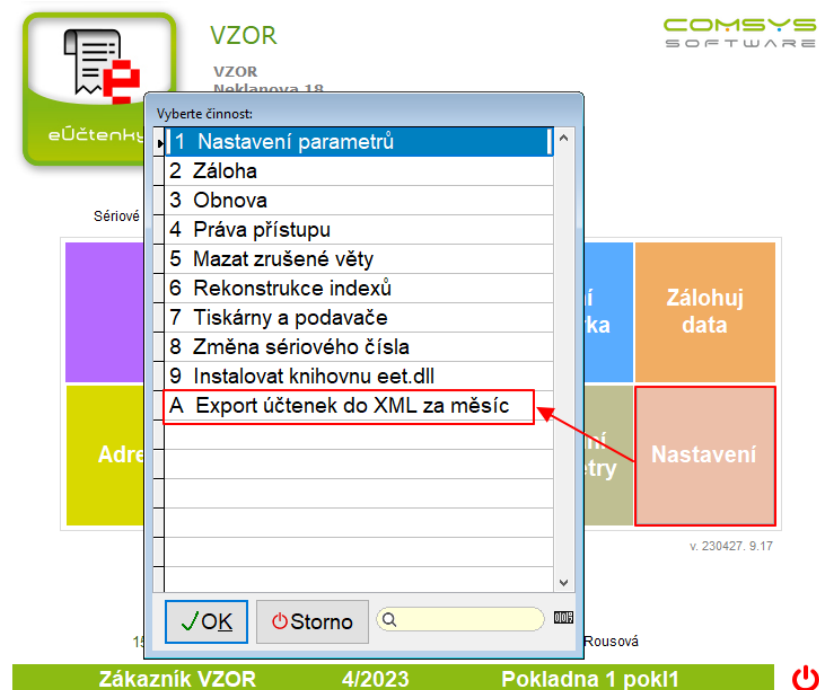 VZOR
COMSYS
SOFTWARE
VZOR
Neklanova 18
eÚčtenky
Vyberte činnost:
1 Nastavení parametrů
2 Záloha
3 Obnova
4 Práva přístupu
5 Mazat zrušené věty
6 Rekonstrukce indexů
7 Tiskárny a podavače
8 Změna sériového čísla
9 Instalovat knihovnu eet.dll
A Export účtenek do XML za měsíc
Sériové
Zálohuj
data
Nastavení
v. 230427. 9.17
OK
Storno
Rousová
Zákazník VZOR 4/2023 Pokladna 1 pokl1